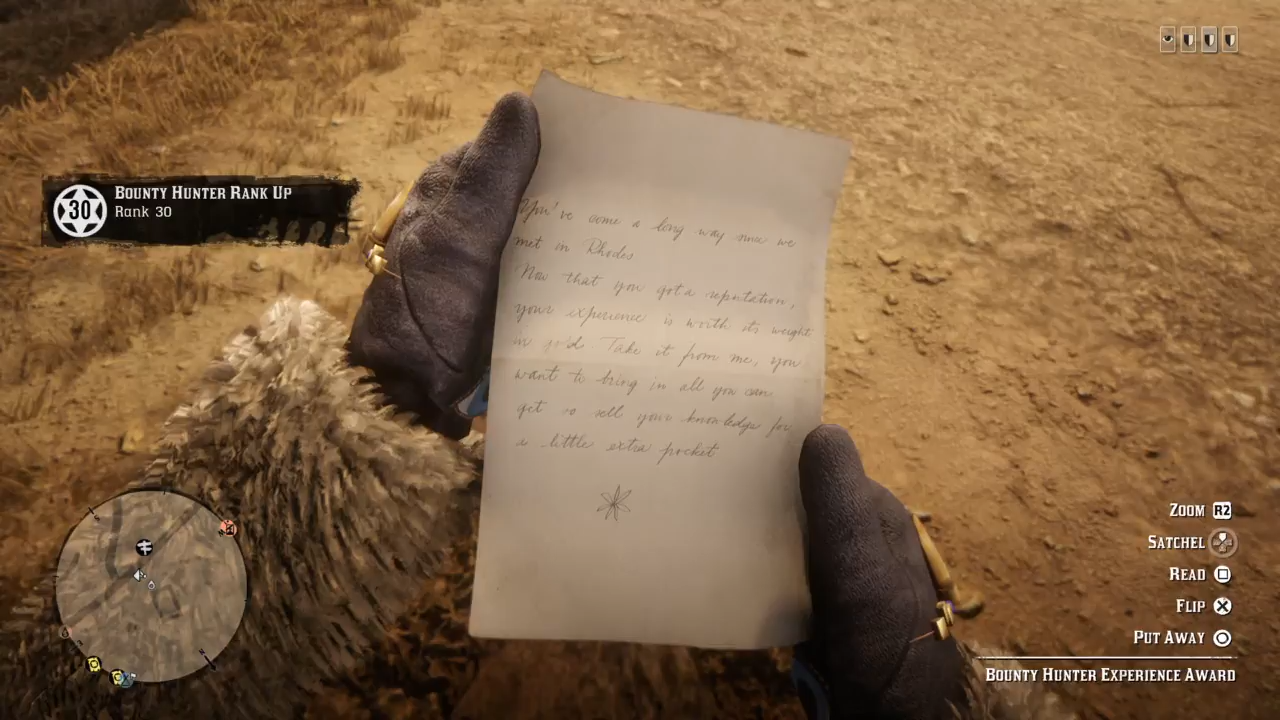 Bounty Hunter Rank Up
30
Rank 30
You've come a long way since we
met in Rhodes
Now that you got a reputation,
your experience is worth its weight
in gold. Take it from me, you
want to bring in all you can
get so sell your knowledge for
a little extra pocket
Zoom R2
Satchel
Read
Flip
Put Away
Bounty Hunter Experience Award